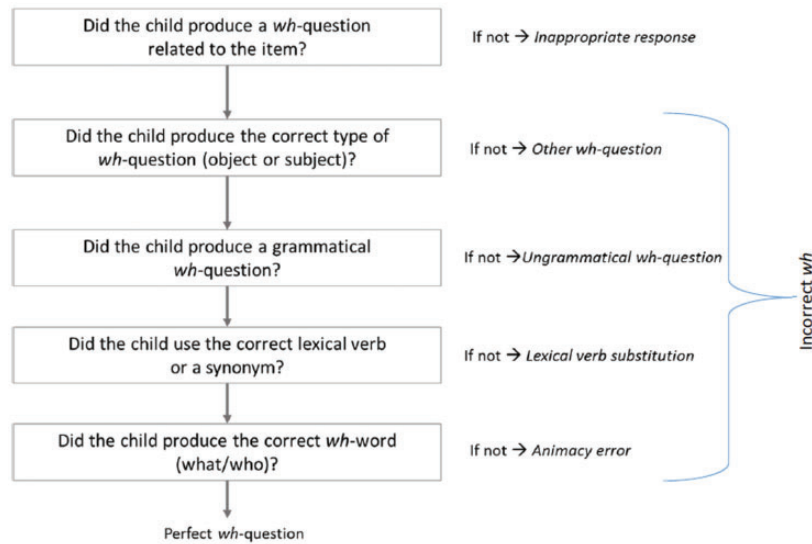 Did the child produce a wh-question
related to the item?
If not → Inappropriate response
Did the child produce the correct type of
wh-question (object or subject)?
If not → Other wh-question
Did the child produce a grammatical
wh-question?
If not →Ungrammatical wh-question
Did the child use the correct lexical verb
or a synonym?
If not → Lexical verb substitution
Did the child produce the correct wh-word
(what/who)?
If not → Animacy error
Incorrect wh
Perfect wh-question